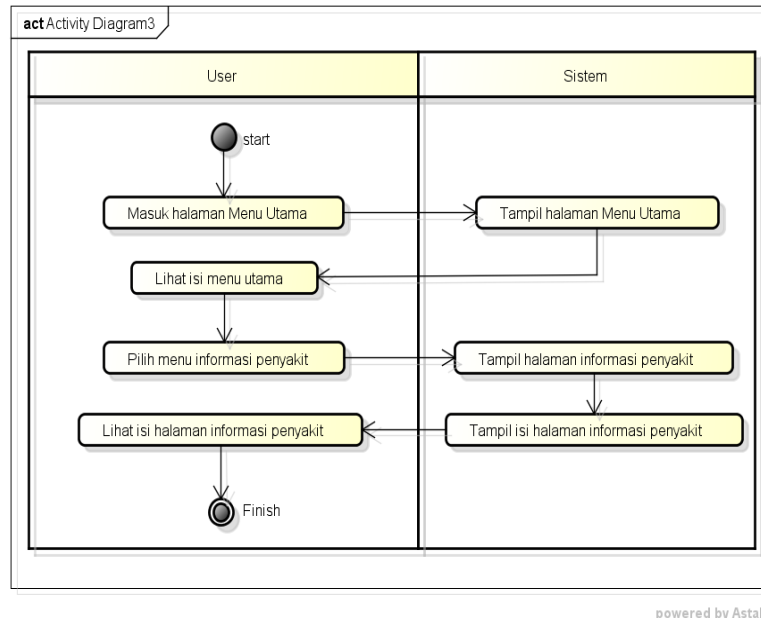 act Activity Diagram3
User
Sistem
start
Masuk halaman Menu Utama
Tampil halaman Menu Utama
Lihat isi menu utama
Pilih menu informasi penyakit
Tampil halaman informasi penyakit
Lihat isi halaman informasi penyakit
Tampil isi halaman informasi penyakit
Finish
powered by Astah